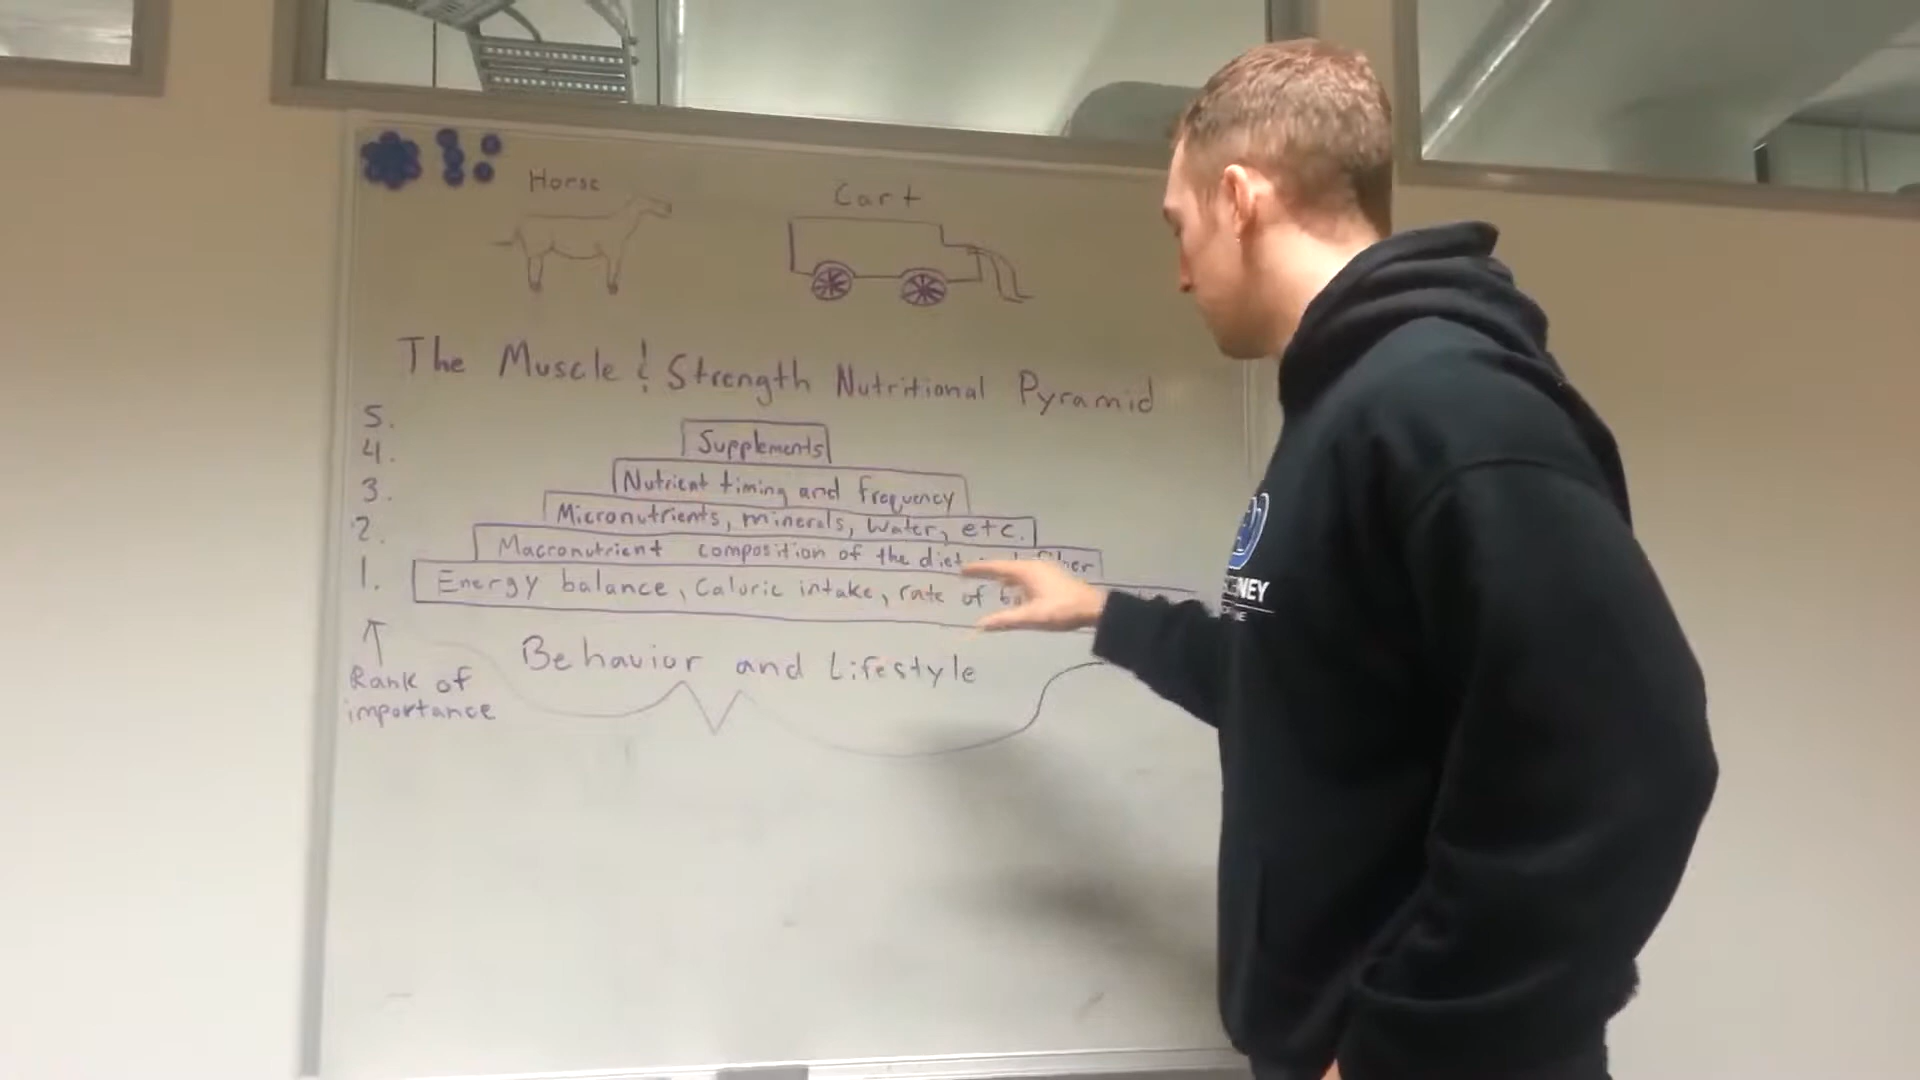 Horse
Cart
The Muscle & Strength Nutritional Pyramid
5.
Supplements
4.
Nutrient timing and frequency
3.
Micronutrients, minerals, water, etc.
2.
Macronutrient composition of the diet
1.
Energy balance, Caloric intake, rate of
Behavior and Lifestyle
Rank of
importance